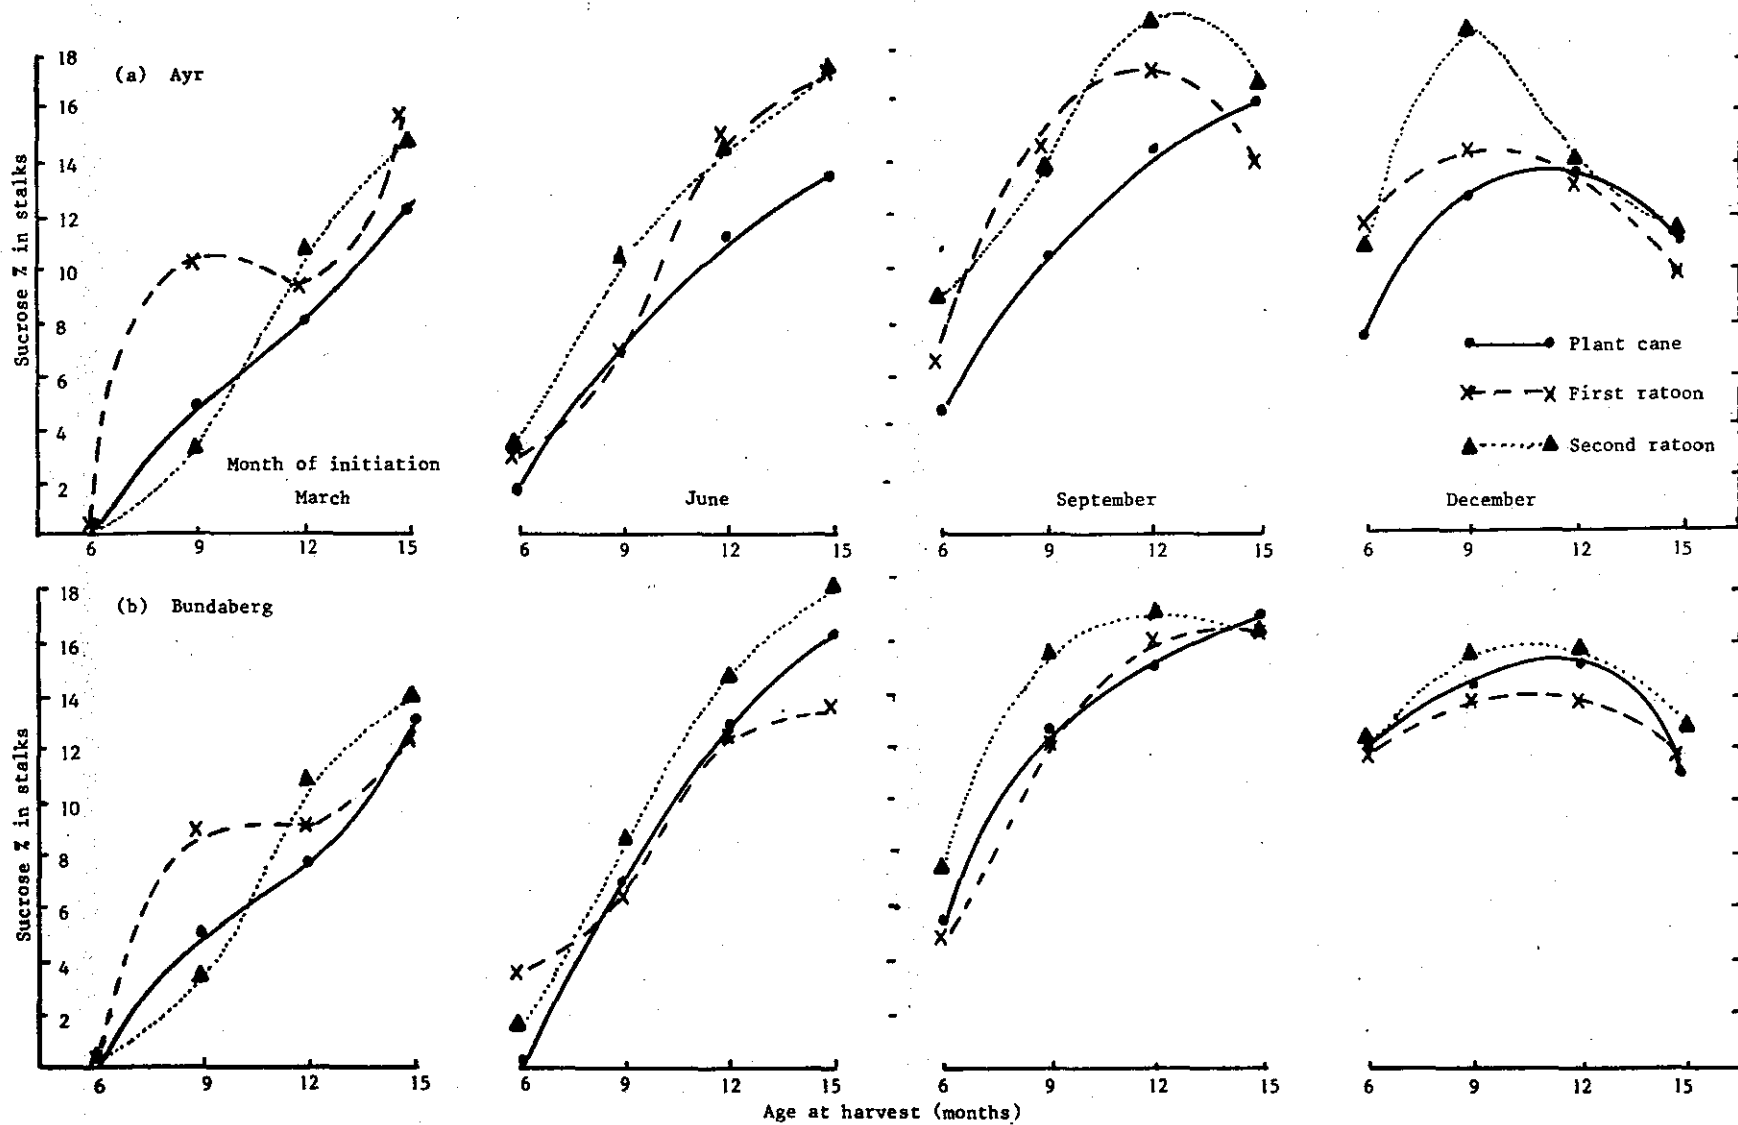 (a) Ayr
Sucrose % in stalks
18
16
14
12
10
8
6
4
2
Month of initiation
March
June
September
December
Plant cane
First ratoon
Second ratoon
6 9 12 15
6 9 12 15
6 9 12 15
6 9 12 15
(b) Bundaberg
Sucrose % in stalks
18
16
14
12
10
8
6
4
2
6 9 12 15
6 9 12 15
6 9 12 15
6 9 12 15
Age at harvest (months)